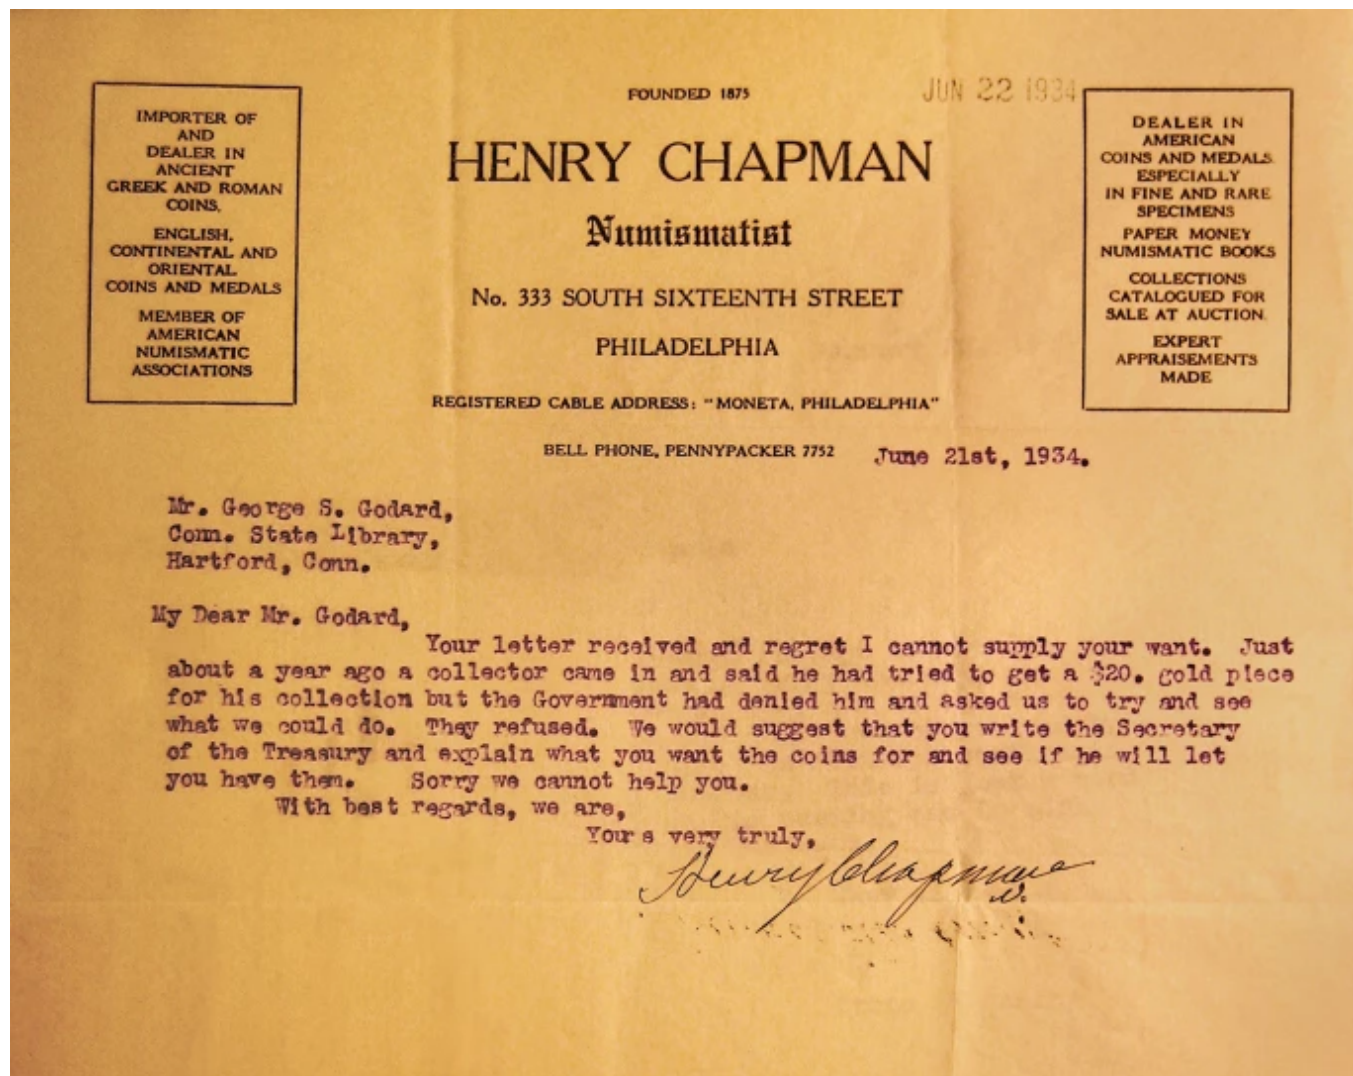 JUN 22 1934
IMPORTER OF
AND
DEALER IN
ANCIENT
GREEK AND ROMAN
COINS,
ENGLISH,
CONTINENTAL AND
ORIENTAL
COINS AND MEDALS
MEMBER OF
AMERICAN
NUMISMATIC
ASSOCIATIONS
FOUNDED 1875
HENRY CHAPMAN
Numismatist
No. 333 SOUTH SIXTEENTH STREET
PHILADELPHIA
REGISTERED CABLE ADDRESS: "MONETA, PHILADELPHIA"
BELL PHONE, PENNYPACKER 7752
DEALER IN
AMERICAN
COINS AND MEDALS
ESPECIALLY
IN FINE AND RARE
SPECIMENS
PAPER MONEY
NUMISMATIC BOOKS
COLLECTIONS
CATALOGUED FOR
SALE AT AUCTION
EXPERT
APPRAISEMENTS
MADE
June 21st, 1934.
Mr. George S. Godard,
Conn. State Library,
Hartford, Conn.
My Dear Mr. Godard,
Your letter received and regret I cannot supply your want. Just
about a year ago a collector came in and said he had tried to get a $20. gold piece
for his collection but the Government had denied him and asked us to try and see
what we could do. They refused. We would suggest that you write the Secretary
of the Treasury and explain what you want the coins for and see if he will let
you have them. Sorry we cannot help you.
With best regards, we are,
Yours very truly,
Henry Chapman